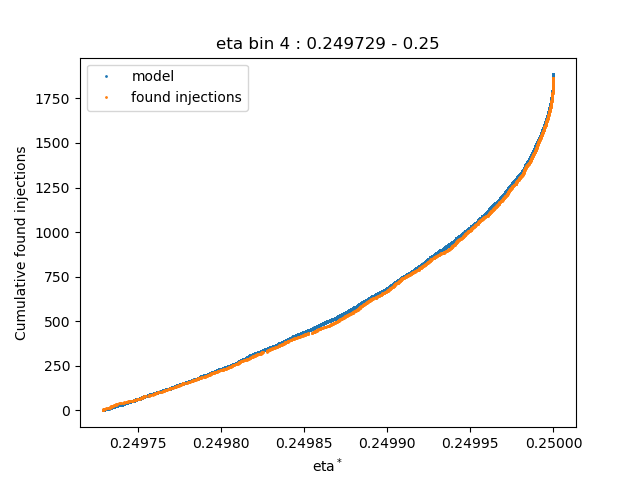 eta bin 4 : 0.249729 - 0.25
model
found injections
Cumulative found injections
1750
1500
1250
1000
750
500
250
0
0.24975 0.24980 0.24985 0.24990 0.24995 0.25000
eta*